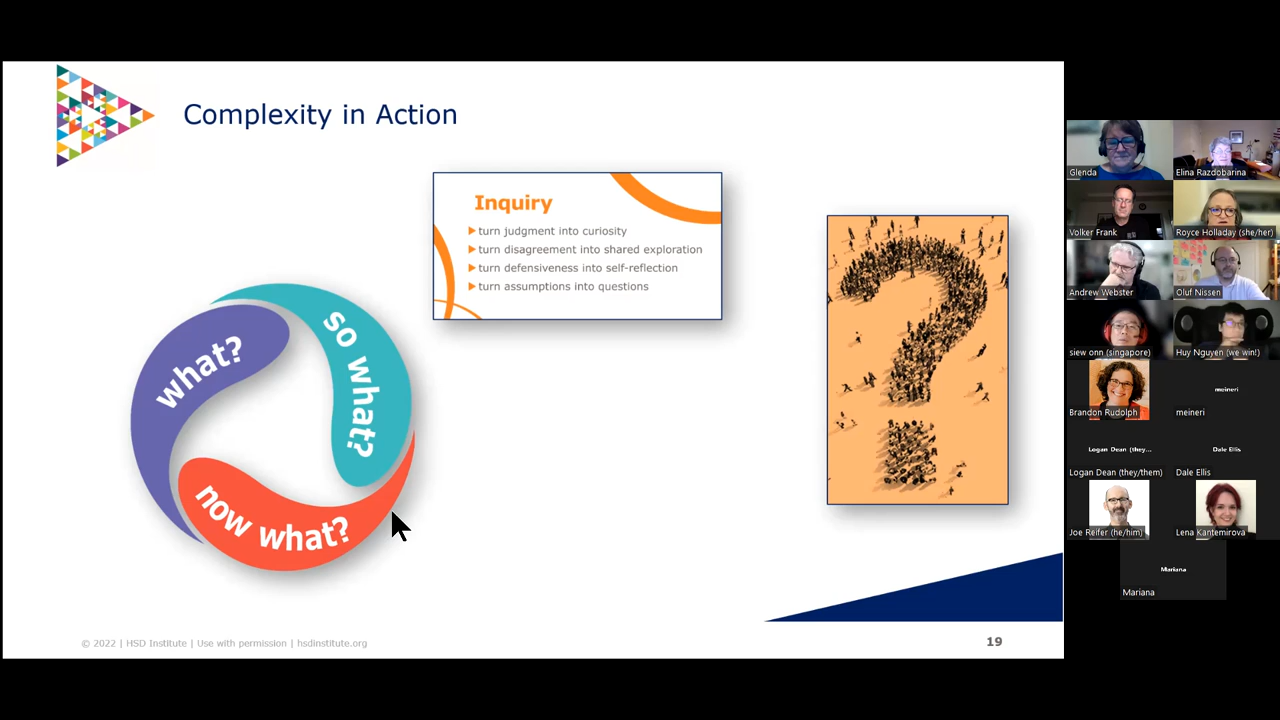 Complexity in Action
Inquiry
turn judgment into curiosity
turn disagreement into shared exploration
turn defensiveness into self-reflection
turn assumptions into questions
what?
so what?
now what?
© 2022 | HSD Institute | Use with permission | hsdinstitute.org
19
Glenda
Elina Razdobarina
Volker Frank
Royce Holladay (she/her)
Andrew Webster
Oluf Nissen
siew onn (singapore)
Huy Nguyen (we win!)
Brandon Rudolph
meineri
meineri
Logan Dean (they...
Logan Dean (they/them)
Dale Ellis
Dale Ellis
Joe Reifer (he/him)
Lena Kantemirova
Mariana
Mariana